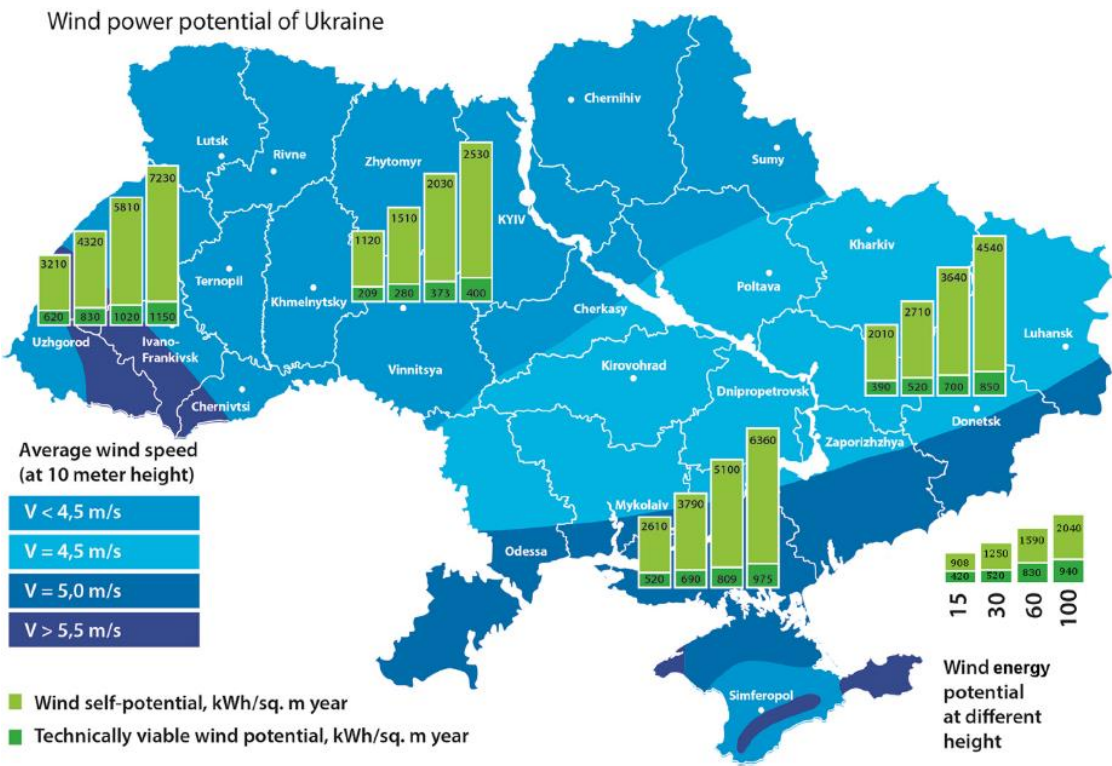 Wind power potential of Ukraine
Chernihiv
Lutsk
Rivne
Zhytomyr
Sumy
KYIV
Kharkiv
Ternopil
Khmelnytsky
Poltava
Cherkasy
Luhansk
Uzhgorod
Ivano-
Frankivsk
Vinnitsya
Kirovohrad
Chernivtsi
Dnipropetrovsk
Donetsk
Zaporizhzhya
Mykolaiv
Odessa
Simferopol
7230
5810
4320
3210
620
830
1020
1150
2530
2030
1510
1120
209
280
373
400
4540
3640
2710
2010
390
520
700
850
6360
5100
3790
2610
520
690
809
975
Average wind speed
(at 10 meter height)
V < 4,5 m/s
V = 4,5 m/s
V = 5,0 m/s
V > 5,5 m/s
Wind self-potential, kWh/sq. m year
Technically viable wind potential, kWh/sq. m year
908
1250
1590
2040
420
520
830
940
15
30
60
100
Wind energy
potential
at different
height